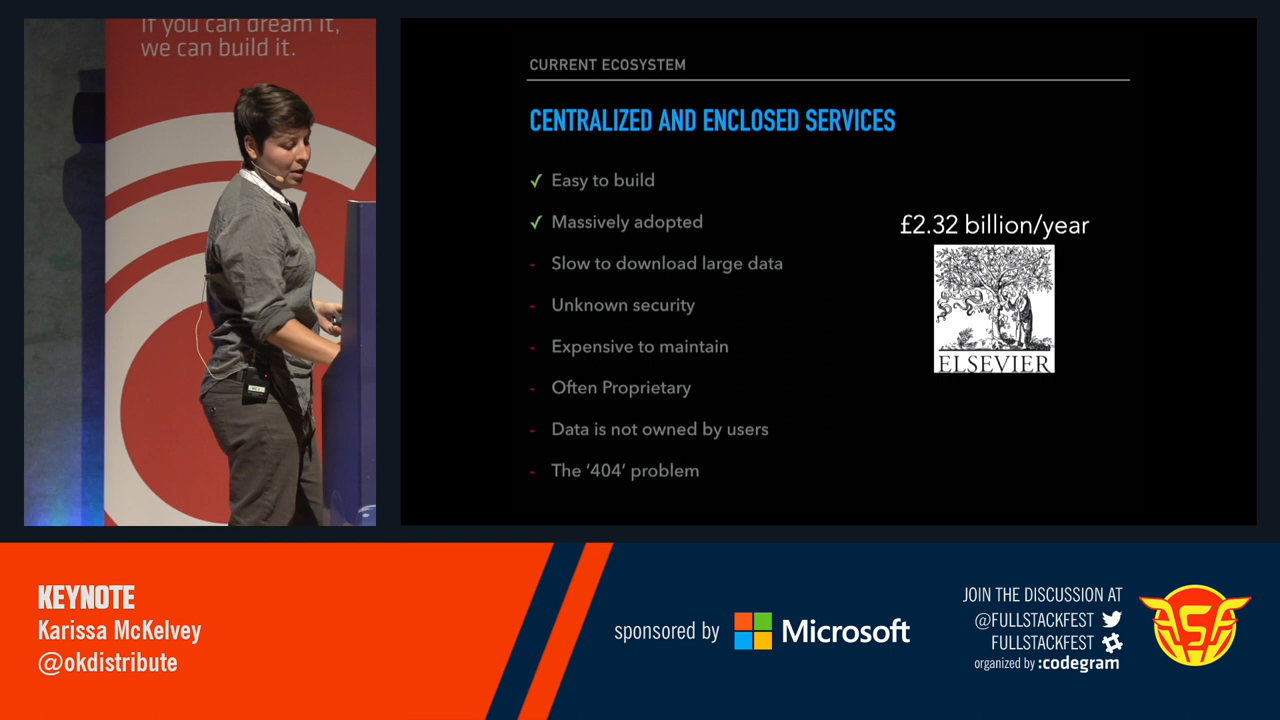 If you can dream it,
we can build it.
CURRENT ECOSYSTEM
CENTRALIZED AND ENCLOSED SERVICES
✓ Easy to build
✓ Massively adopted
- Slow to download large data
- Unknown security
- Expensive to maintain
- Often Proprietary
- Data is not owned by users
- The ‘404’ problem
£2.32 billion/year
ELSEVIER
KEYNOTE
Karissa McKelvey
@okdistribute
sponsored by Microsoft
JOIN THE DISCUSSION AT
@FULLSTACKFEST
FULLSTACKFEST
organized by :codegram
FSF